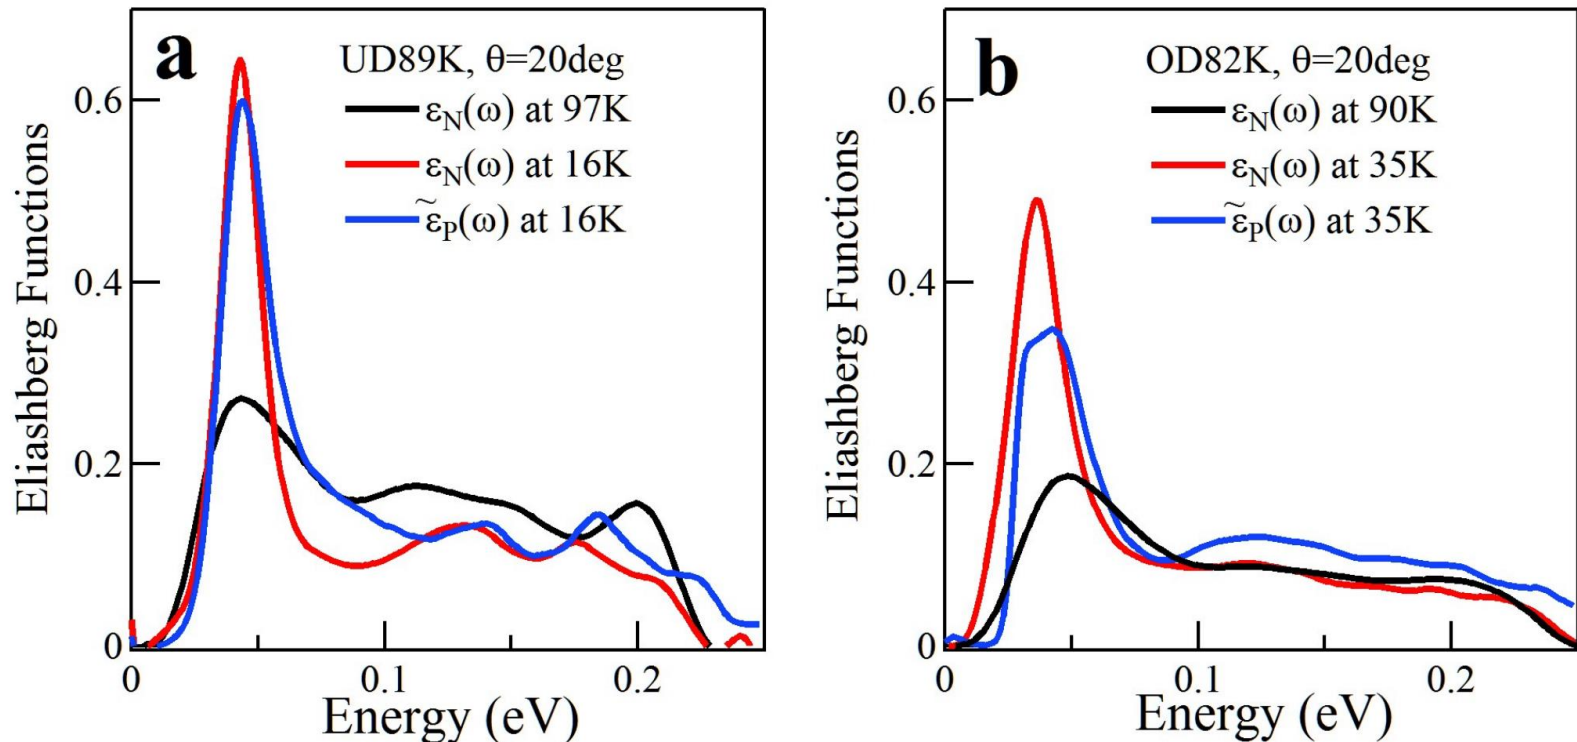 a
UD89K, θ=20deg
ε_N(ω) at 97K
ε_N(ω) at 16K
ε̃_P(ω) at 16K
Eliashberg Functions
0.6
0.4
0.2
0
0
0.1
0.2
Energy (eV)
b
OD82K, θ=20deg
ε_N(ω) at 90K
ε_N(ω) at 35K
ε̃_P(ω) at 35K
Eliashberg Functions
0.6
0.4
0.2
0
0
0.1
0.2
Energy (eV)